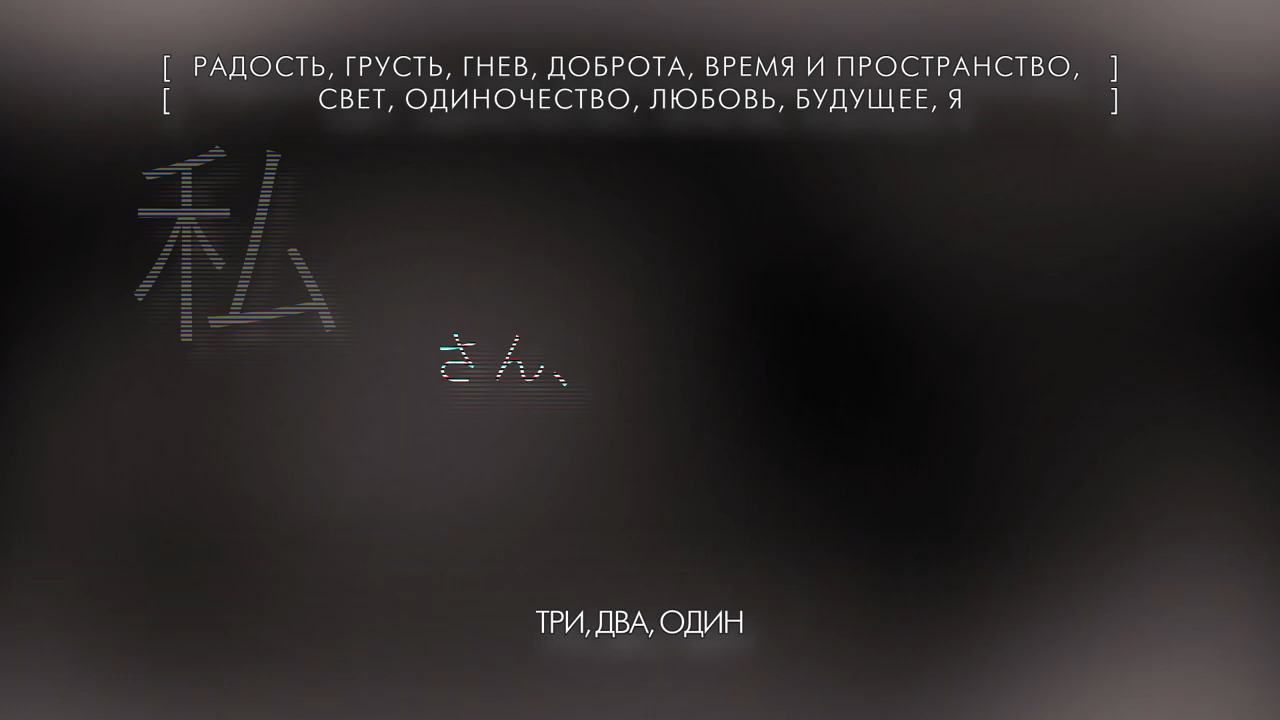 [ РАДОСТЬ, ГРУСТЬ, ГНЕВ, ДОБРОТА, ВРЕМЯ И ПРОСТРАНСТВО, ]
[ СВЕТ, ОДИНОЧЕСТВО, ЛЮБОВЬ, БУДУЩЕЕ, Я ]
私
さん、
ТРИ, ДВА, ОДИН